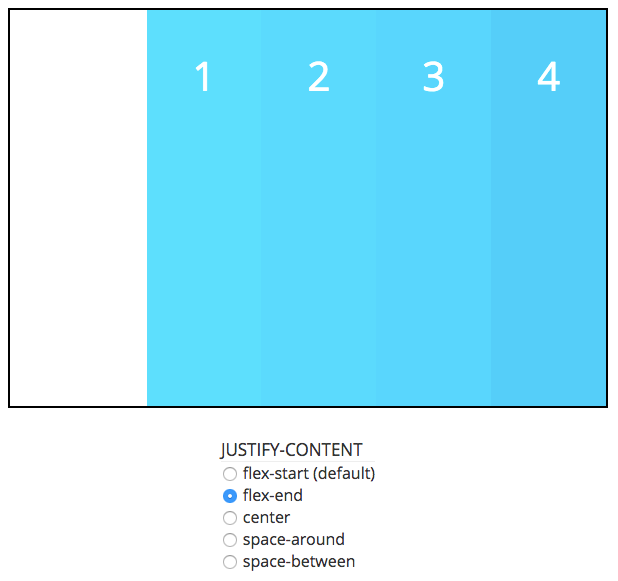 1 2 3 4
JUSTIFY-CONTENT
flex-start (default)
flex-end
center
space-around
space-between